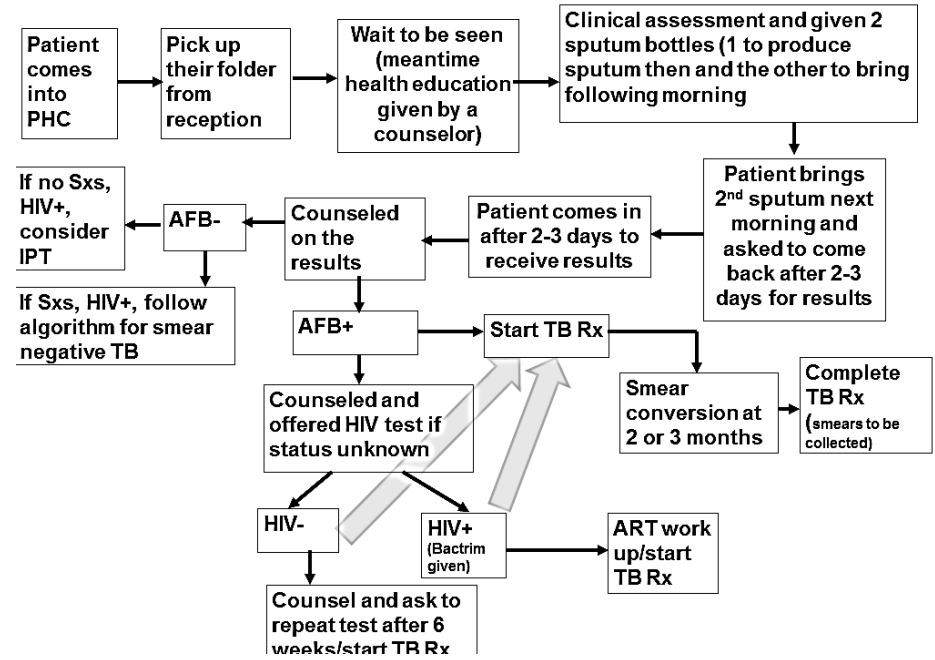 Patient
comes
into
PHC
Pick up
their folder
from
reception
Wait to be seen
(meantime
health education
given by a
counselor)
Clinical assessment and given 2
sputum bottles (1 to produce
sputum then and the other to bring
following morning
Patient brings
2nd sputum next
morning and
asked to come
back after 2-3
days for results
Patient comes in
after 2-3 days to
receive results
Counseled
on the
results
AFB-
If no Sxs,
HIV+,
consider
IPT
If Sxs, HIV+, follow
algorithm for smear
negative TB
AFB+
Start TB Rx
Smear
conversion at
2 or 3 months
Complete
TB Rx
(smears to be
collected)
Counseled and
offered HIV test if
status unknown
HIV-
HIV+
(Bactrim
given)
ART work
up/start
TB Rx
Counsel and ask to
repeat test after 6
weeks/start TB Rx